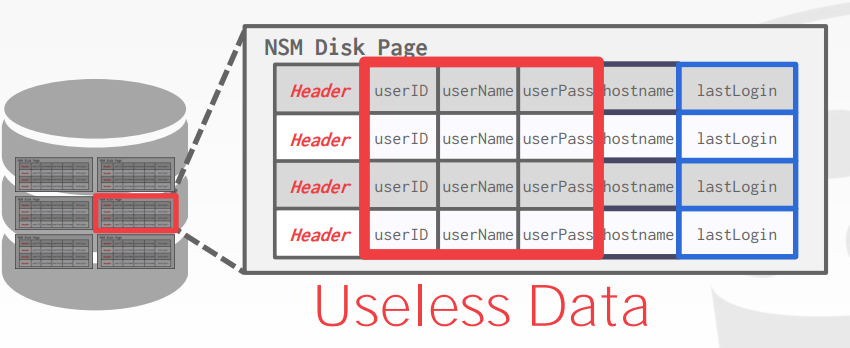 NSM Disk Page
Header userID userName userPass hostname lastLogin
Header userID userName userPass hostname lastLogin
Header userID userName userPass hostname lastLogin
Header userID userName userPass hostname lastLogin
Useless Data